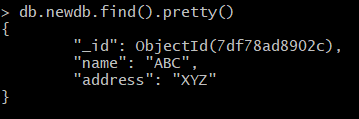 > db.newdb.find().pretty()
{
        "_id": ObjectId(7df78ad8902c),
        "name": "ABC",
        "address": "XYZ"
}